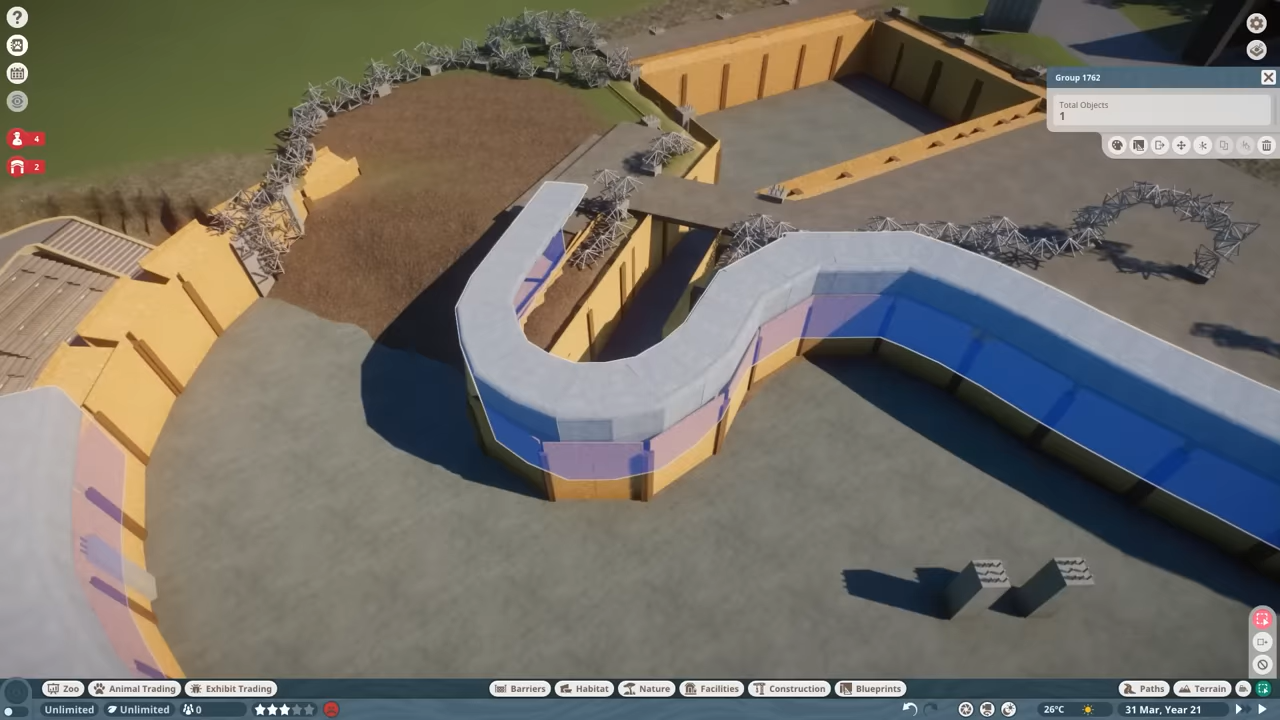 ?
4
2
Group 1762
Total Objects
1
Zoo
Animal Trading
Exhibit Trading
Barriers
Habitat
Nature
Facilities
Construction
Blueprints
Paths
Terrain
Unlimited
Unlimited
0
26°C
31 Mar, Year 21